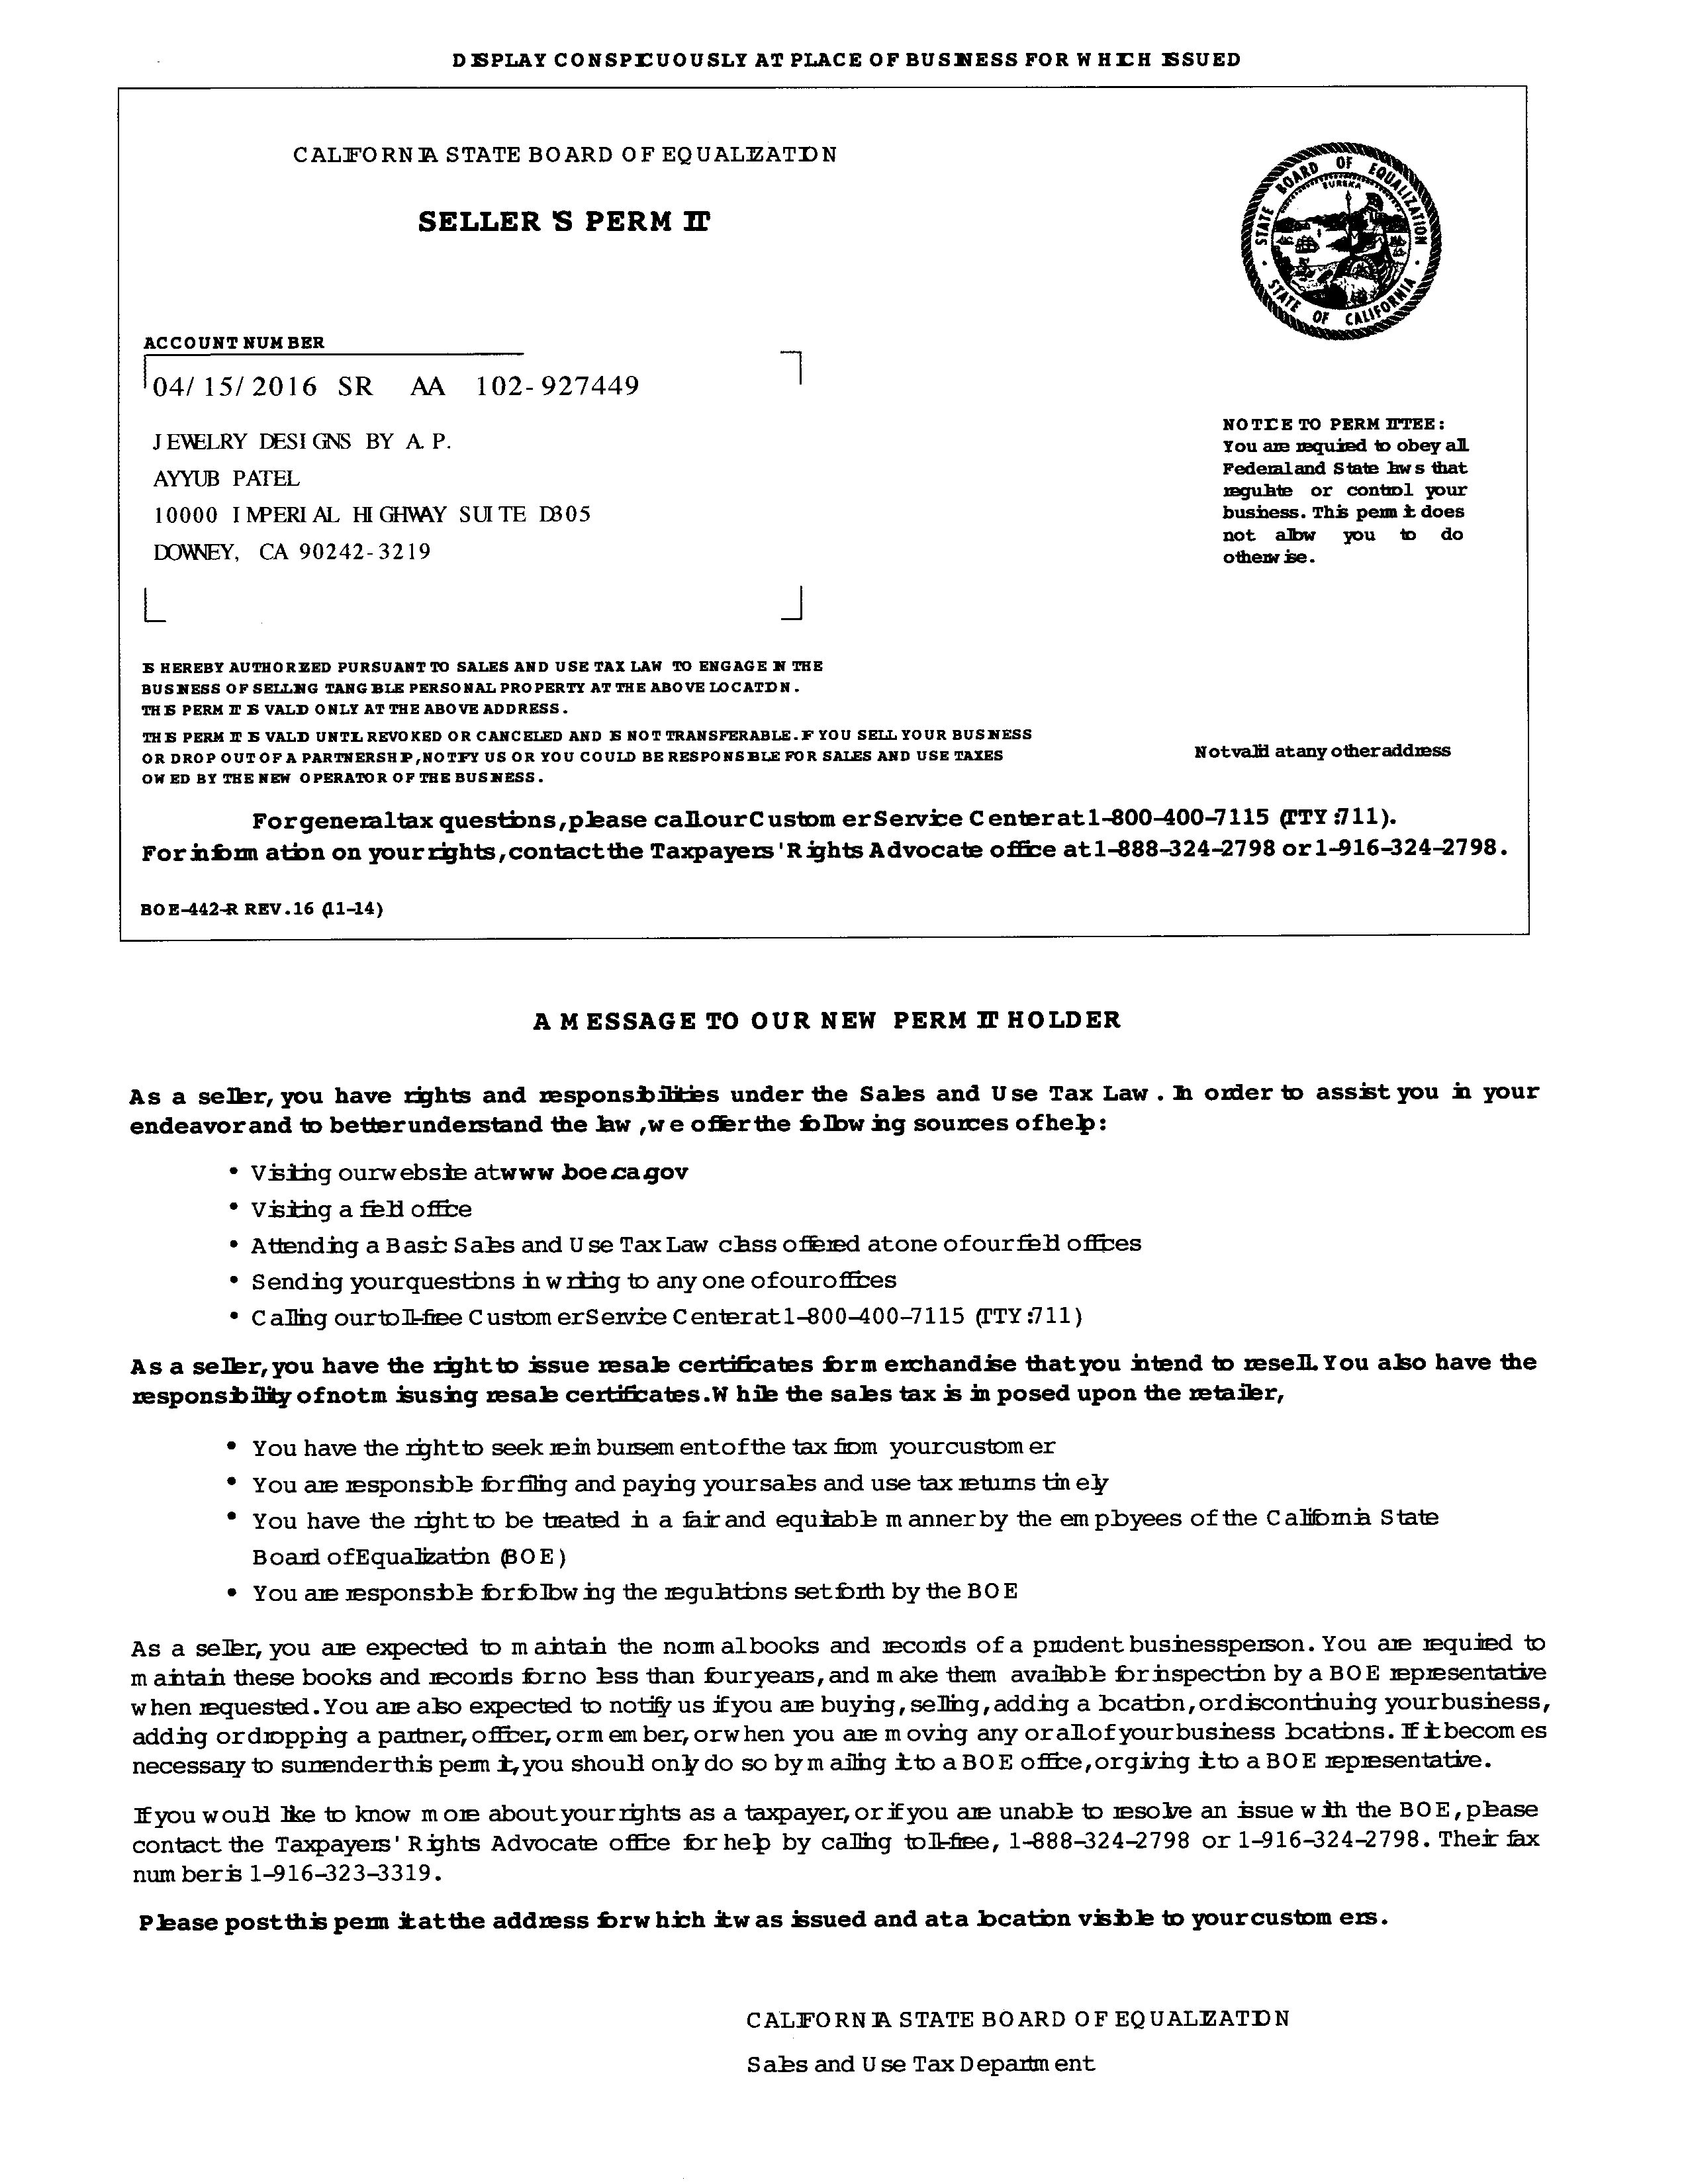 DISPLAY CONSPICUOUSLY AT PLACE OF BUSINESS FOR WHICH ISSUED
CALIFORNIA STATE BOARD OF EQUALIZATION
SELLER'S PERMIT
STATE BOARD OF EQUALIZATION
EUREKA
STATE OF CALIFORNIA
ACCOUNT NUMBER
04/15/2016 SR AA 102-927449
JEWELRY DESIGNS BY A.P.
AYYUB PATEL
10000 IMPERIAL HIGHWAY SUITE D305
DOWNEY, CA 90242-3219
NOTICE TO PERMITTEE:
You are required to obey all
Federal and State laws that
regulate or control your
business. This permit does
not allow you to do
otherwise.
IS HEREBY AUTHORIZED PURSUANT TO SALES AND USE TAX LAW TO ENGAGE IN THE
BUSINESS OF SELLING TANGIBLE PERSONAL PROPERTY AT THE ABOVE LOCATION.
THIS PERMIT IS VALID ONLY AT THE ABOVE ADDRESS.
THIS PERMIT IS VALID UNTIL REVOKED OR CANCELED AND IS NOT TRANSFERABLE. IF YOU SELL YOUR BUSINESS
OR DROP OUT OF A PARTNERSHIP, NOTIFY US OR YOU COULD BE RESPONSIBLE FOR SALES AND USE TAXES
OWED BY THE NEW OPERATOR OF THE BUSINESS.
Not valid at any other address
For general tax questions, please call our Customer Service Center at 1-800-400-7115 (TTY:711).
For information on your rights, contact the Taxpayers' Rights Advocate office at 1-888-324-2798 or 1-916-324-2798.
BOE-442-R REV. 16 (11-14)
A MESSAGE TO OUR NEW PERMIT HOLDER
As a seller, you have rights and responsibilities under the Sales and Use Tax Law. In order to assist you in your
endeavor and to better understand the law, we offer the following sources of help:
• Visiting our website at www.boe.ca.gov
• Visiting a field office
• Attending a Basic Sales and Use Tax Law class offered at one of our field offices
• Sending your questions in writing to any one of our offices
• Calling our toll-free Customer Service Center at 1-800-400-7115 (TTY:711)
As a seller, you have the right to issue resale certificates for merchandise that you intend to resell. You also have the
responsibility of not misusing resale certificates. While the sales tax is imposed upon the retailer,
• You have the right to seek reimbursement of the tax from your customer
• You are responsible for filing and paying your sales and use tax returns timely
• You have the right to be treated in a fair and equitable manner by the employees of the California State
Board of Equalization (BOE)
• You are responsible for following the regulations set forth by the BOE
As a seller, you are expected to maintain the normal books and records of a prudent businessperson. You are required to
maintain these books and records for no less than four years, and make them available for inspection by a BOE representative
when requested. You are also expected to notify us if you are buying, selling, adding a location, or discontinuing your business,
adding or dropping a partner, officer, or member, or when you are moving any or all of your business locations. If it becomes
necessary to surrender this permit, you should only do so by mailing it to a BOE office, or giving it to a BOE representative.
If you would like to know more about your rights as a taxpayer, or if you are unable to resolve an issue with the BOE, please
contact the Taxpayers' Rights Advocate office for help by calling toll-free, 1-888-324-2798 or 1-916-324-2798. Their fax
number is 1-916-323-3319.
Please post this permit at the address for which it was issued and at a location visible to your customers.
CALIFORNIA STATE BOARD OF EQUALIZATION
Sales and Use Tax Department